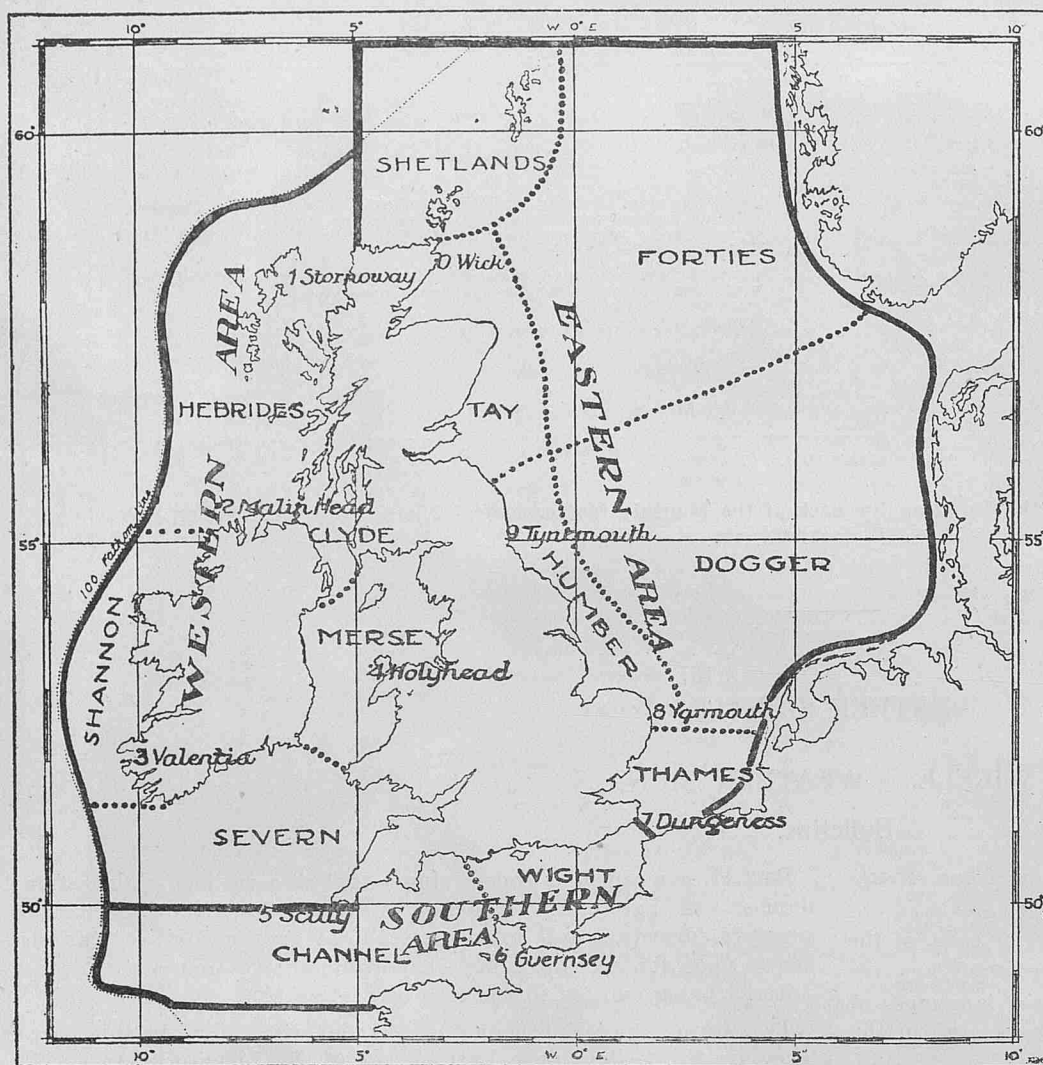 10° 5° W 0° E 5° 10°
60° 60°
SHETLANDS
0 Wick
FORTIES
1 Stornoway
WESTERN AREA
EASTERN AREA
HEBRIDES
TAY
100 Fathom line
2 Malin Head
CLYDE
9 Tynemouth
55° 55°
DOGGER
HUMBER
SHANNON
MERSEY
4 Holyhead
8 Yarmouth
3 Valentia
THAMES
7 Dungeness
SEVERN
WIGHT
50° 50°
5 Scilly
SOUTHERN AREA
CHANNEL
6 Guernsey
10° 5° W. 0° E. 5° 10°